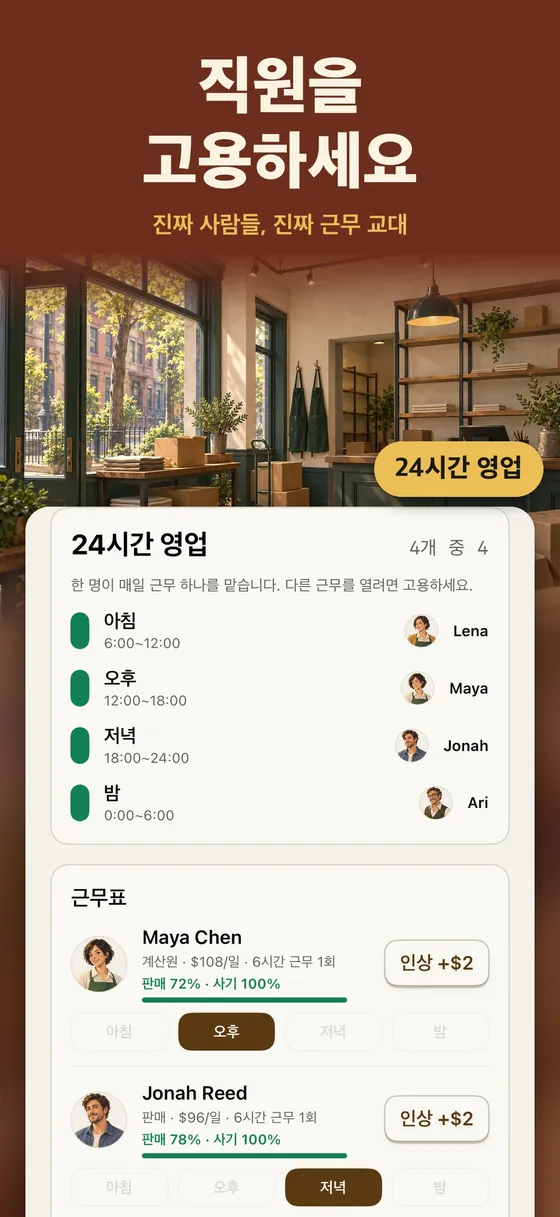 직원을
고용하세요
진짜 사람들, 진짜 근무 교대
24시간 영업
24시간 영업 4개 중 4
한 명이 매일 근무 하나를 맡습니다. 다른 근무를 열려면 고용하세요.
아침
6:00~12:00
Lena
오후
12:00~18:00
Maya
저녁
18:00~24:00
Jonah
밤
0:00~6:00
Ari
근무표
Maya Chen
계산원 · $108/일 · 6시간 근무 1회
판매 72% · 사기 100%
인상 +$2
아침 오후 저녁 밤
Jonah Reed
판매 · $96/일 · 6시간 근무 1회
판매 78% · 사기 100%
인상 +$2
아침 오후 저녁 밤